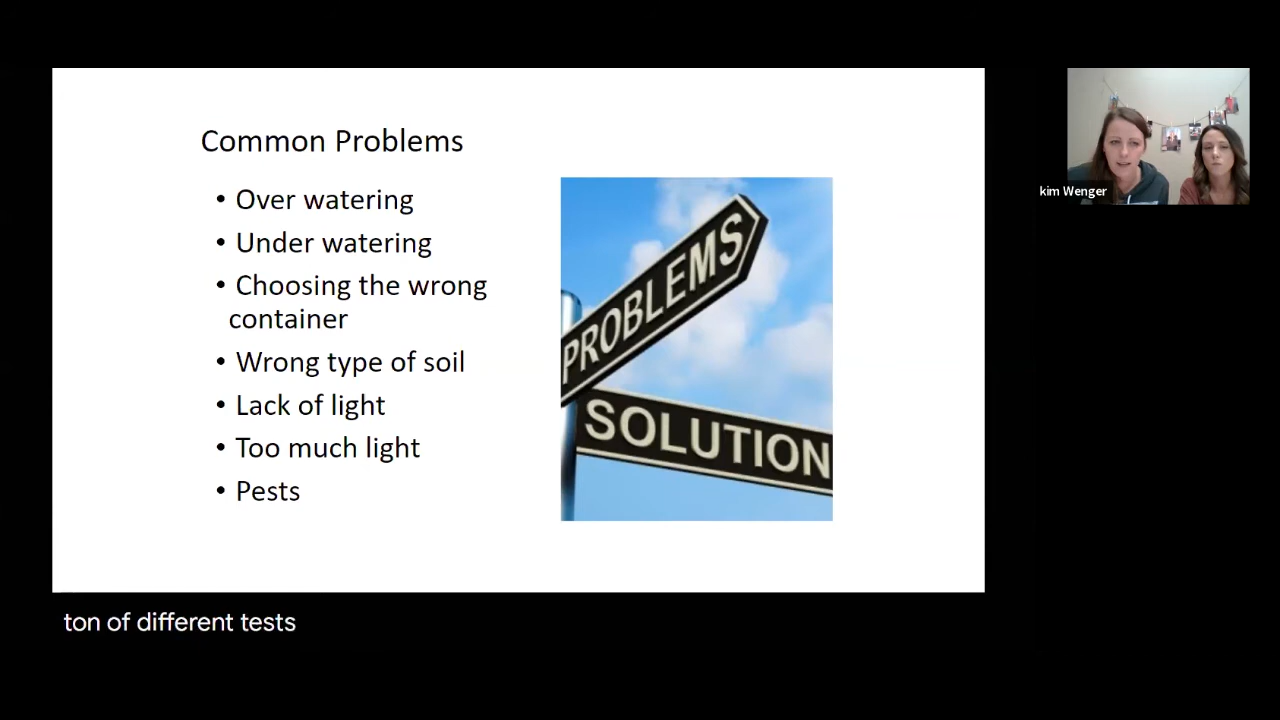 Common Problems
• Over watering
• Under watering
• Choosing the wrong
container
• Wrong type of soil
• Lack of light
• Too much light
• Pests
PROBLEMS
SOLUTION
kim Wenger
ton of different tests